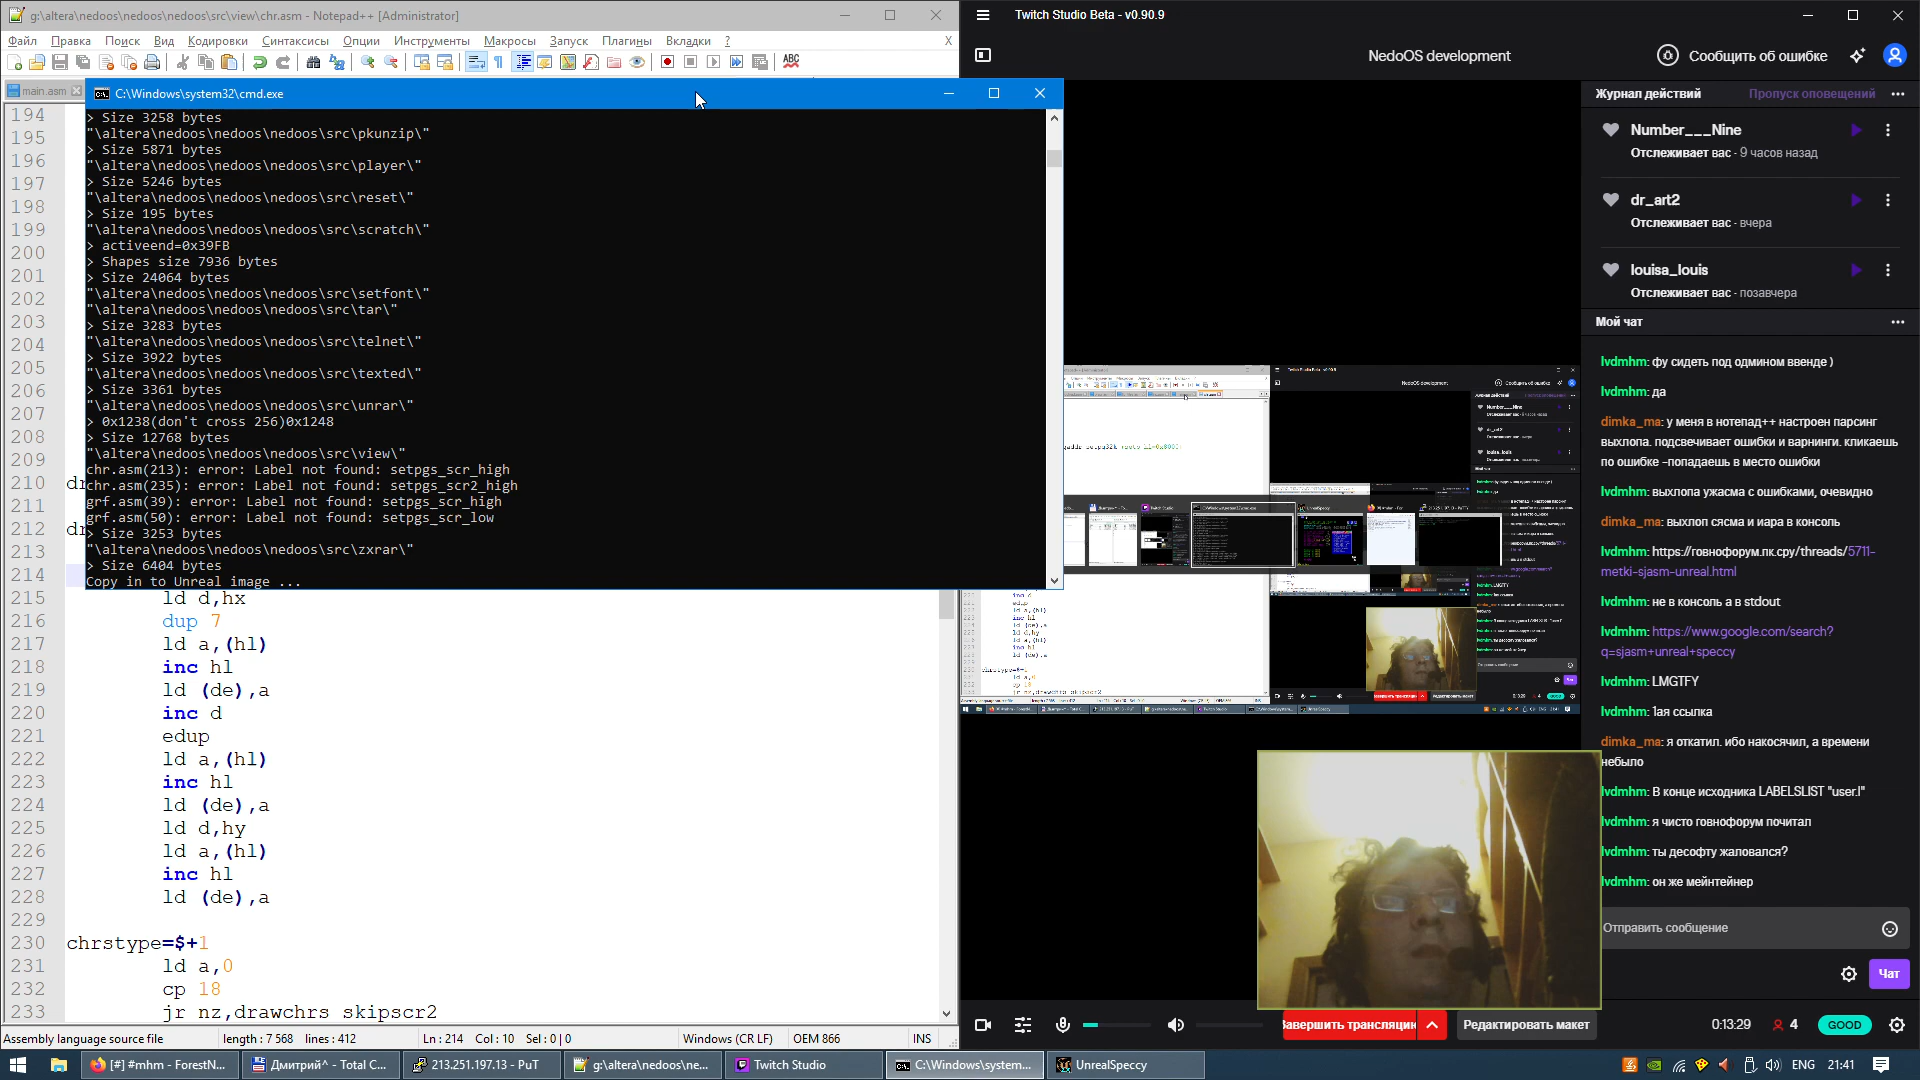 g:\altera\nedoos\nedoos\nedoos\src\view\chr.asm - Notepad++ [Administrator]
Файл Правка Поиск Вид Кодировки Синтаксисы Опции Инструменты Макросы Запуск Плагины Вкладки ? X
main.asm
C:\Windows\system32\cmd.exe
> Size 3258 bytes
"\altera\nedoos\nedoos\nedoos\src\pkunzip\"
> Size 5871 bytes
"\altera\nedoos\nedoos\nedoos\src\player\"
> Size 5246 bytes
"\altera\nedoos\nedoos\nedoos\src\reset\"
> Size 195 bytes
"\altera\nedoos\nedoos\nedoos\src\scratch\"
> activeend=0x39FB
> Shapes size 7936 bytes
> Size 24064 bytes
"\altera\nedoos\nedoos\nedoos\src\setfont\"
"\altera\nedoos\nedoos\nedoos\src\tar\"
> Size 3283 bytes
"\altera\nedoos\nedoos\nedoos\src\telnet\"
> Size 3922 bytes
"\altera\nedoos\nedoos\nedoos\src\texted\"
> Size 3361 bytes
"\altera\nedoos\nedoos\nedoos\src\unrar\"
> 0x1238(don't cross 256)0x1248
> Size 12768 bytes
"\altera\nedoos\nedoos\nedoos\src\view\"
chr.asm(213): error: Label not found: setpgs_scr_high
chr.asm(235): error: Label not found: setpgs_scr2_high
grf.asm(39): error: Label not found: setpgs_scr_high
grf.asm(50): error: Label not found: setpgs_scr_low
> Size 3253 bytes
"\altera\nedoos\nedoos\nedoos\src\zxrar\"
> Size 6404 bytes
Copy in to Unreal image ...
194
195
196
197
198
199
200
201
202
203
204
205
206
207
208
209
210 dr
211
212 dr
213
214
215 ld d,hx
216 dup 7
217 ld a,(hl)
218 inc hl
219 ld (de),a
220 inc d
221 edup
222 ld a,(hl)
223 inc hl
224 ld (de),a
225 ld d,hy
226 ld a,(hl)
227 inc hl
228 ld (de),a
229
230 chrstype=$+1
231 ld a,0
232 cp 18
233 jr nz,drawchrs_skipscr2
Assembly language source file length : 7 568 lines : 412 Ln : 214 Col : 10 Sel : 0 | 0 Windows (CR LF) OEM 866 INS
Twitch Studio Beta - v0.90.9
NedoOS development
Сообщить об ошибке
Журнал действий Пропуск оповещений
Number___Nine
Отслеживает вас - 9 часов назад
dr_art2
Отслеживает вас - вчера
louisa_louis
Отслеживает вас - позавчера
Мой чат
lvdmhm: фу сидеть под одмином ввенде )
lvdmhm: да
dimka_ma: у меня в нотепад++ настроен парсинг
выхлопа. подсвечивает ошибки и варнинги. кликаешь
по ошибке -попадаешь в место ошибки
lvdmhm: выхлопа ужасма с ошибками, очевидно
dimka_ma: выхлоп сясма и иара в консоль
lvdmhm: https://говнофорум.пк.сру/threads/5711-
metki-sjasm-unreal.html
lvdmhm: не в консоль а в stdout
lvdmhm: https://www.google.com/search?
q=sjasm+unreal+speccy
lvdmhm: LMGTFY
lvdmhm: 1ая ссылка
dimka_ma: я откатил. ибо накосячил, а времени
небыло
lvdmhm: В конце исходника LABELSLIST "user.l"
lvdmhm: я чисто говнофорум почитал
lvdmhm: ты десофту жаловался?
lvdmhm: он же мейнтейнер
Отправить сообщение
Чат
Завершить трансляцию Редактировать макет 0:13:29 4 GOOD
[#] #mhm - ForestN... Дмитрий^ - Total C... 213.251.197.13 - PuT g:\altera\nedoos\ne... Twitch Studio C:\Windows\system... UnrealSpeccy ENG 21:41